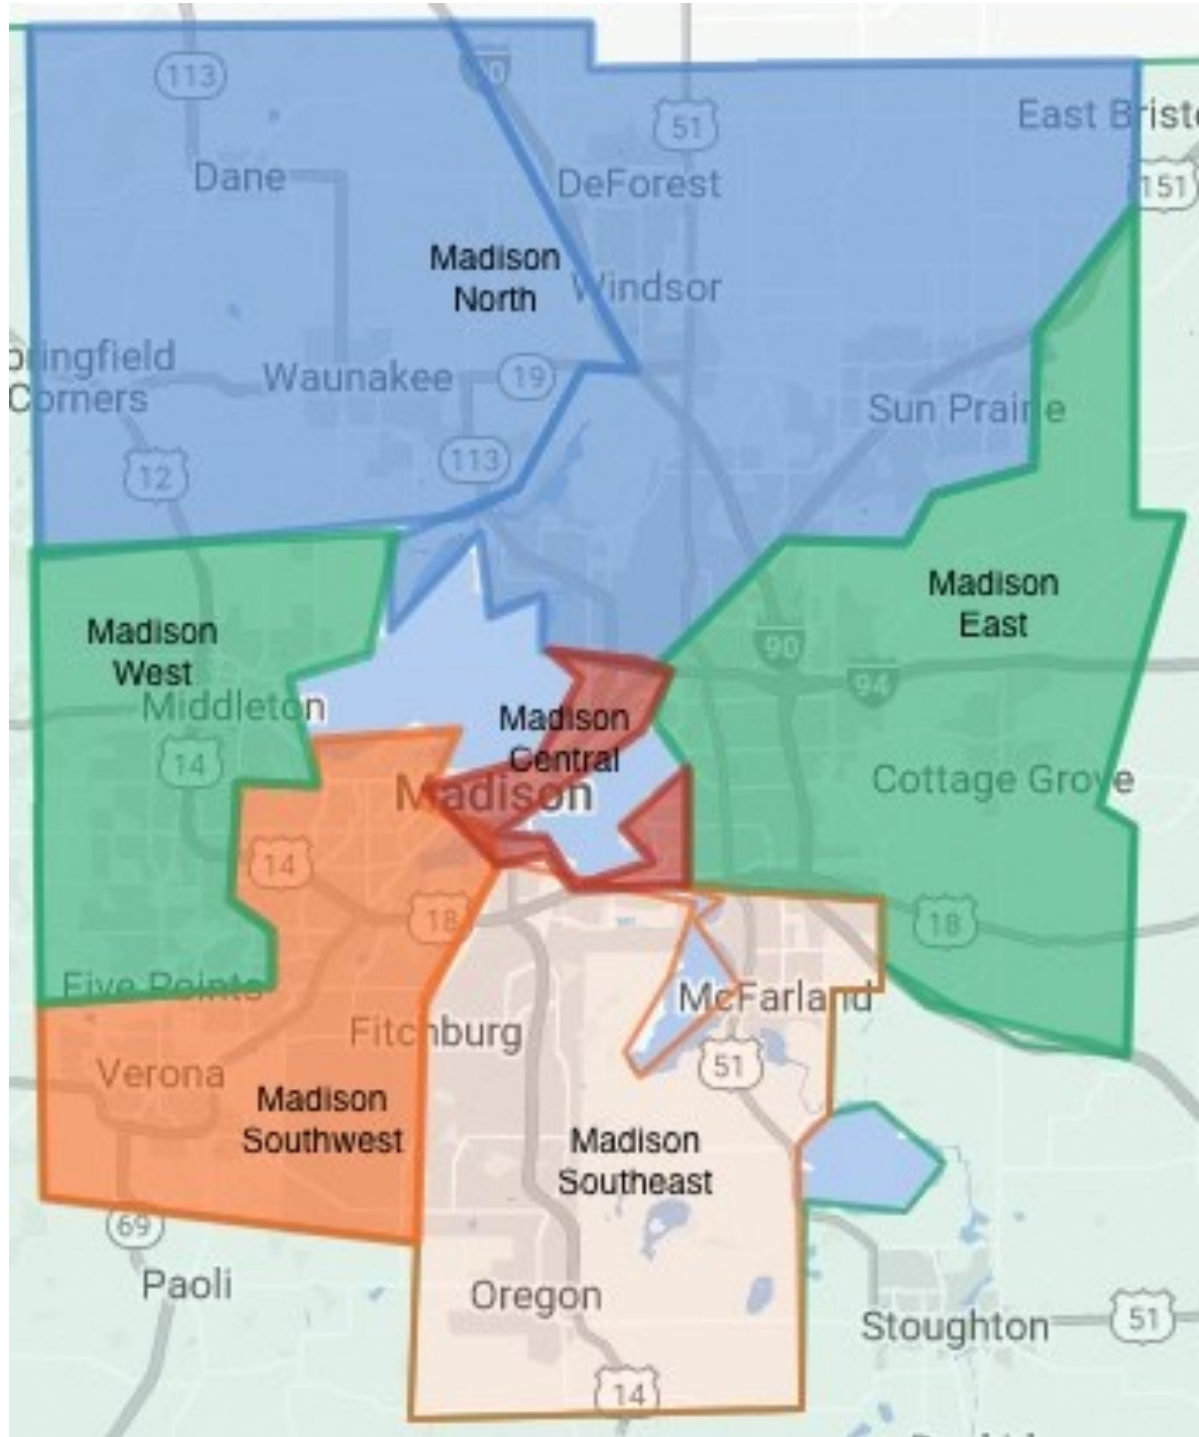 113
90
51
East Brist
151
Dane
DeForest
Madison
North
Windsor
pringfield
Corners
Waunakee
19
Sun Prairie
113
12
Madison
East
Madison
West
90
94
Middleton
Madison
Central
14
Madison
Cottage Grove
14
18
18
Five Points
McFarland
Fitchburg
51
Verona
Madison
Southwest
Madison
Southeast
69
Paoli
Oregon
Stoughton
51
14